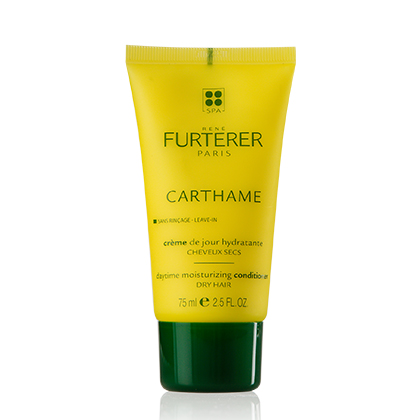 SPA
RENE
FURTERER
PARIS
CARTHAME
SANS RINÇAGE - LEAVE-IN
crème de jour hydratante
CHEVEUX SECS
daytime moisturizing conditioner
DRY HAIR
75 ml e 2.5 FL.OZ.